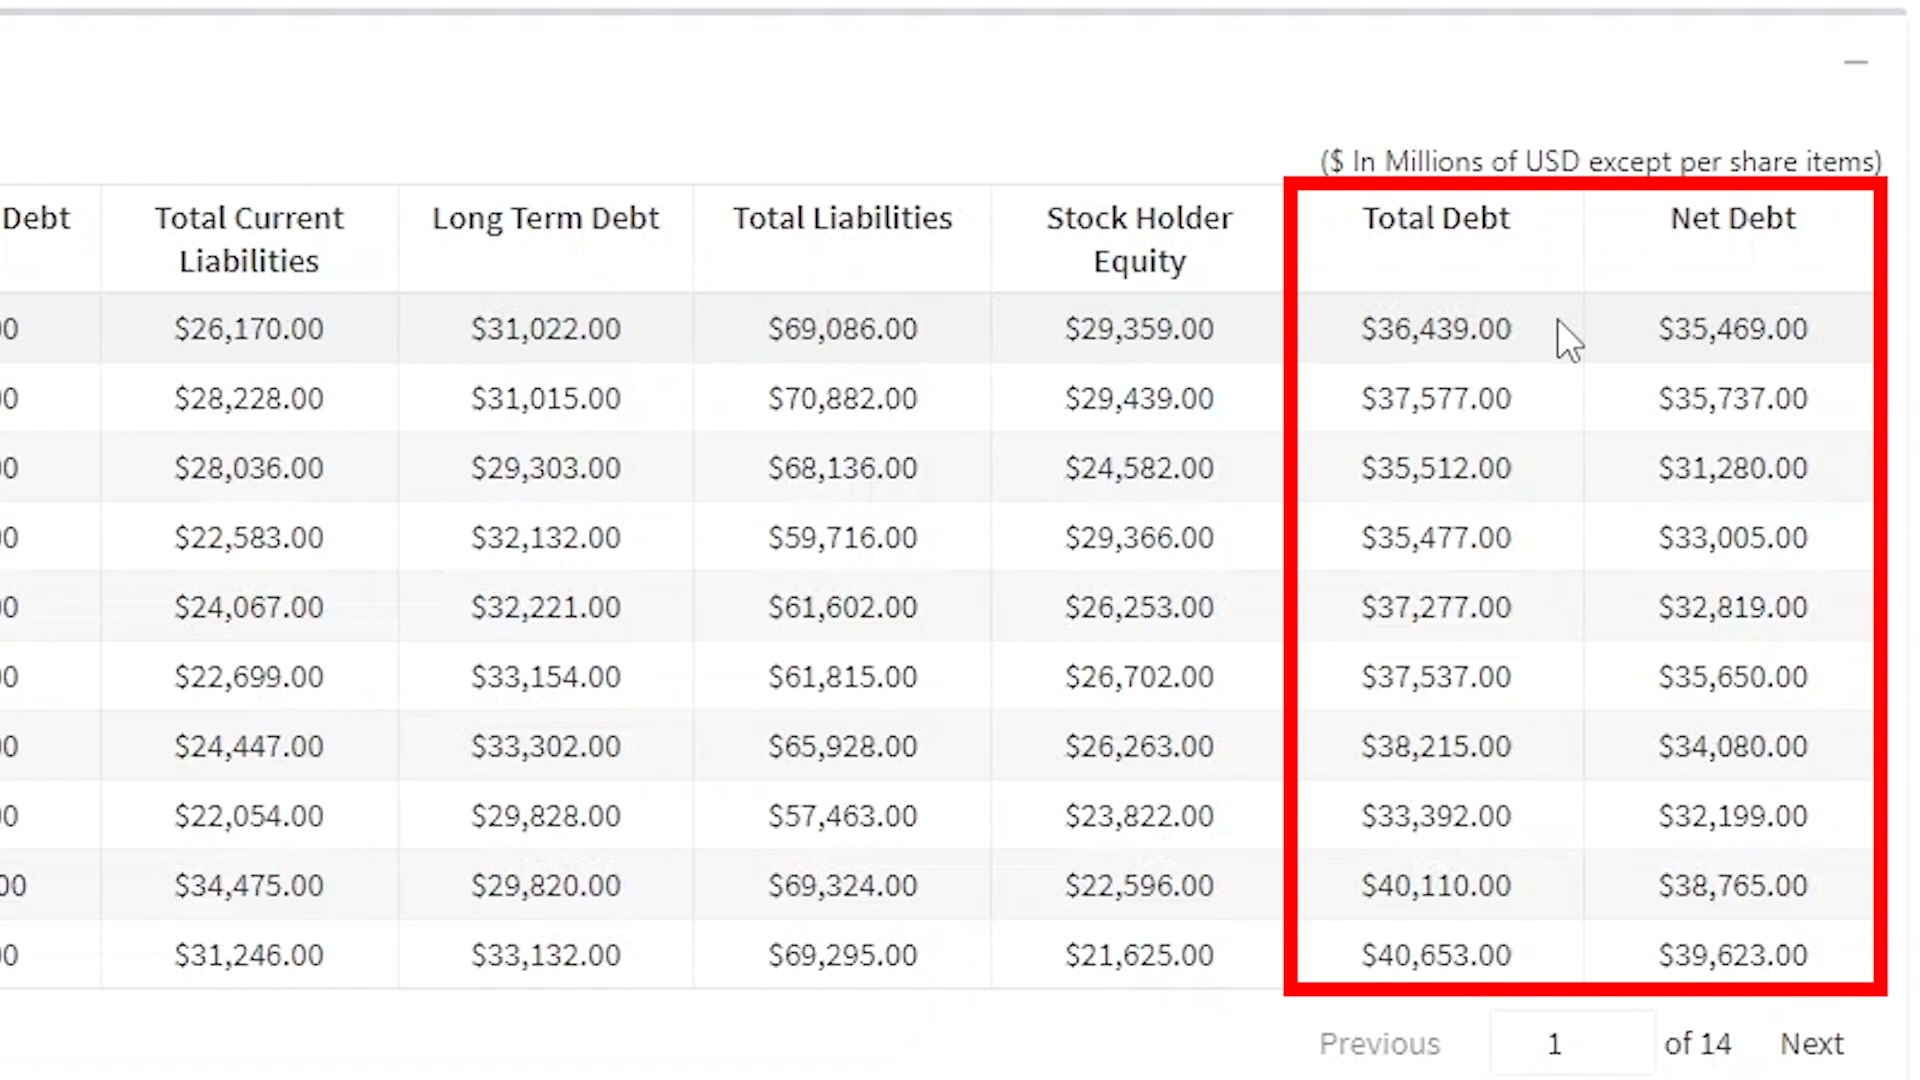 ($ In Millions of USD except per share items)
Debt Total Current Liabilities Long Term Debt Total Liabilities Stock Holder Equity Total Debt Net Debt
00 $26,170.00 $31,022.00 $69,086.00 $29,359.00 $36,439.00 $35,469.00
00 $28,228.00 $31,015.00 $70,882.00 $29,439.00 $37,577.00 $35,737.00
00 $28,036.00 $29,303.00 $68,136.00 $24,582.00 $35,512.00 $31,280.00
00 $22,583.00 $32,132.00 $59,716.00 $29,366.00 $35,477.00 $33,005.00
00 $24,067.00 $32,221.00 $61,602.00 $26,253.00 $37,277.00 $32,819.00
00 $22,699.00 $33,154.00 $61,815.00 $26,702.00 $37,537.00 $35,650.00
00 $24,447.00 $33,302.00 $65,928.00 $26,263.00 $38,215.00 $34,080.00
00 $22,054.00 $29,828.00 $57,463.00 $23,822.00 $33,392.00 $32,199.00
00 $34,475.00 $29,820.00 $69,324.00 $22,596.00 $40,110.00 $38,765.00
00 $31,246.00 $33,132.00 $69,295.00 $21,625.00 $40,653.00 $39,623.00
Previous 1 of 14 Next